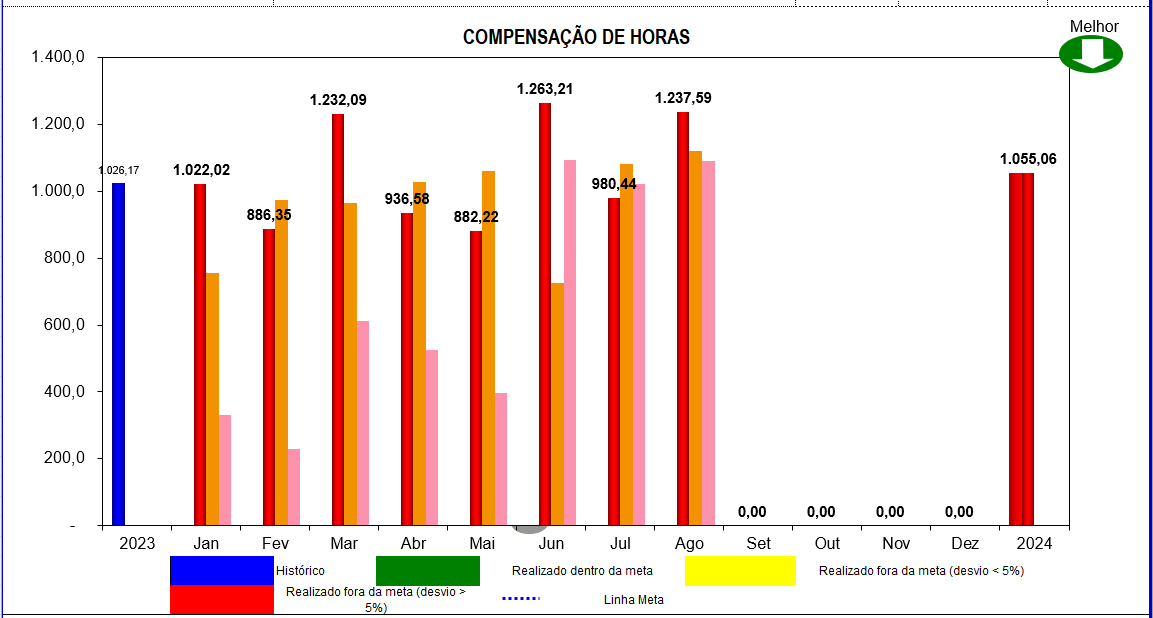 COMPENSAÇÃO DE HORAS
Melhor
1.400,0
1.200,0
1.000,0
800,0
600,0
400,0
200,0
-
1.026,17
1.022,02
886,35
1.232,09
936,58
882,22
1.263,21
980,44
1.237,59
0,00
0,00
0,00
0,00
1.055,06
2023
Jan
Fev
Mar
Abr
Mai
Jun
Jul
Ago
Set
Out
Nov
Dez
2024
Histórico
Realizado dentro da meta
Realizado fora da meta (desvio < 5%)
Realizado fora da meta (desvio >
5%)
Linha Meta